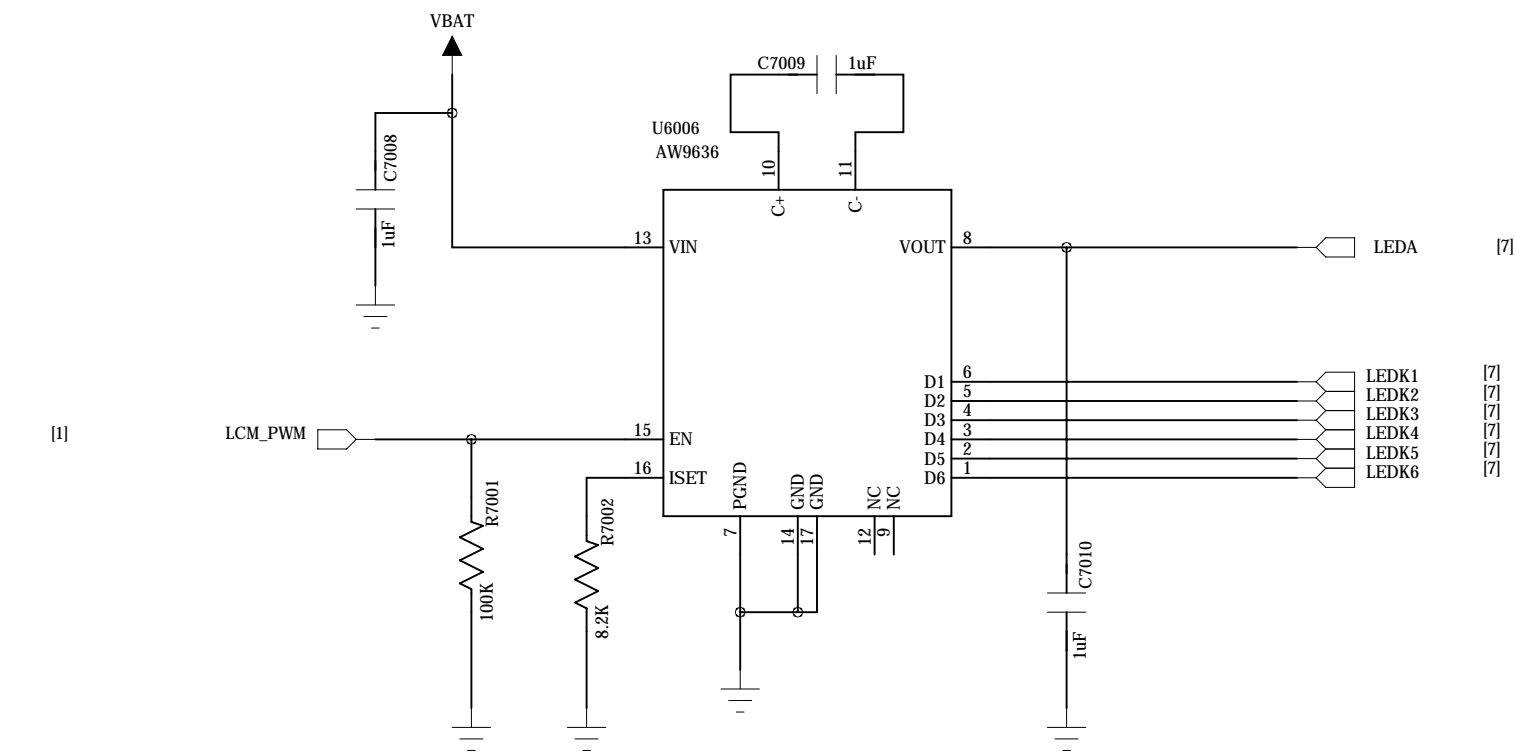 VBAT
C7009 1uF
U6006
AW9636
C7008
1uF
10
11
C+
C-
13 VIN
VOUT 8
LEDA [7]
D1 6 LEDK1 [7]
D2 5 LEDK2 [7]
D3 4 LEDK3 [7]
D4 3 LEDK4 [7]
D5 2 LEDK5 [7]
D6 1 LEDK6 [7]
[1] LCM_PWM 15 EN
16 ISET
PGND
GND
GND
NC
NC
7
14
17
12
9
R7001
100K
R7002
8.2K
C7010
1uF